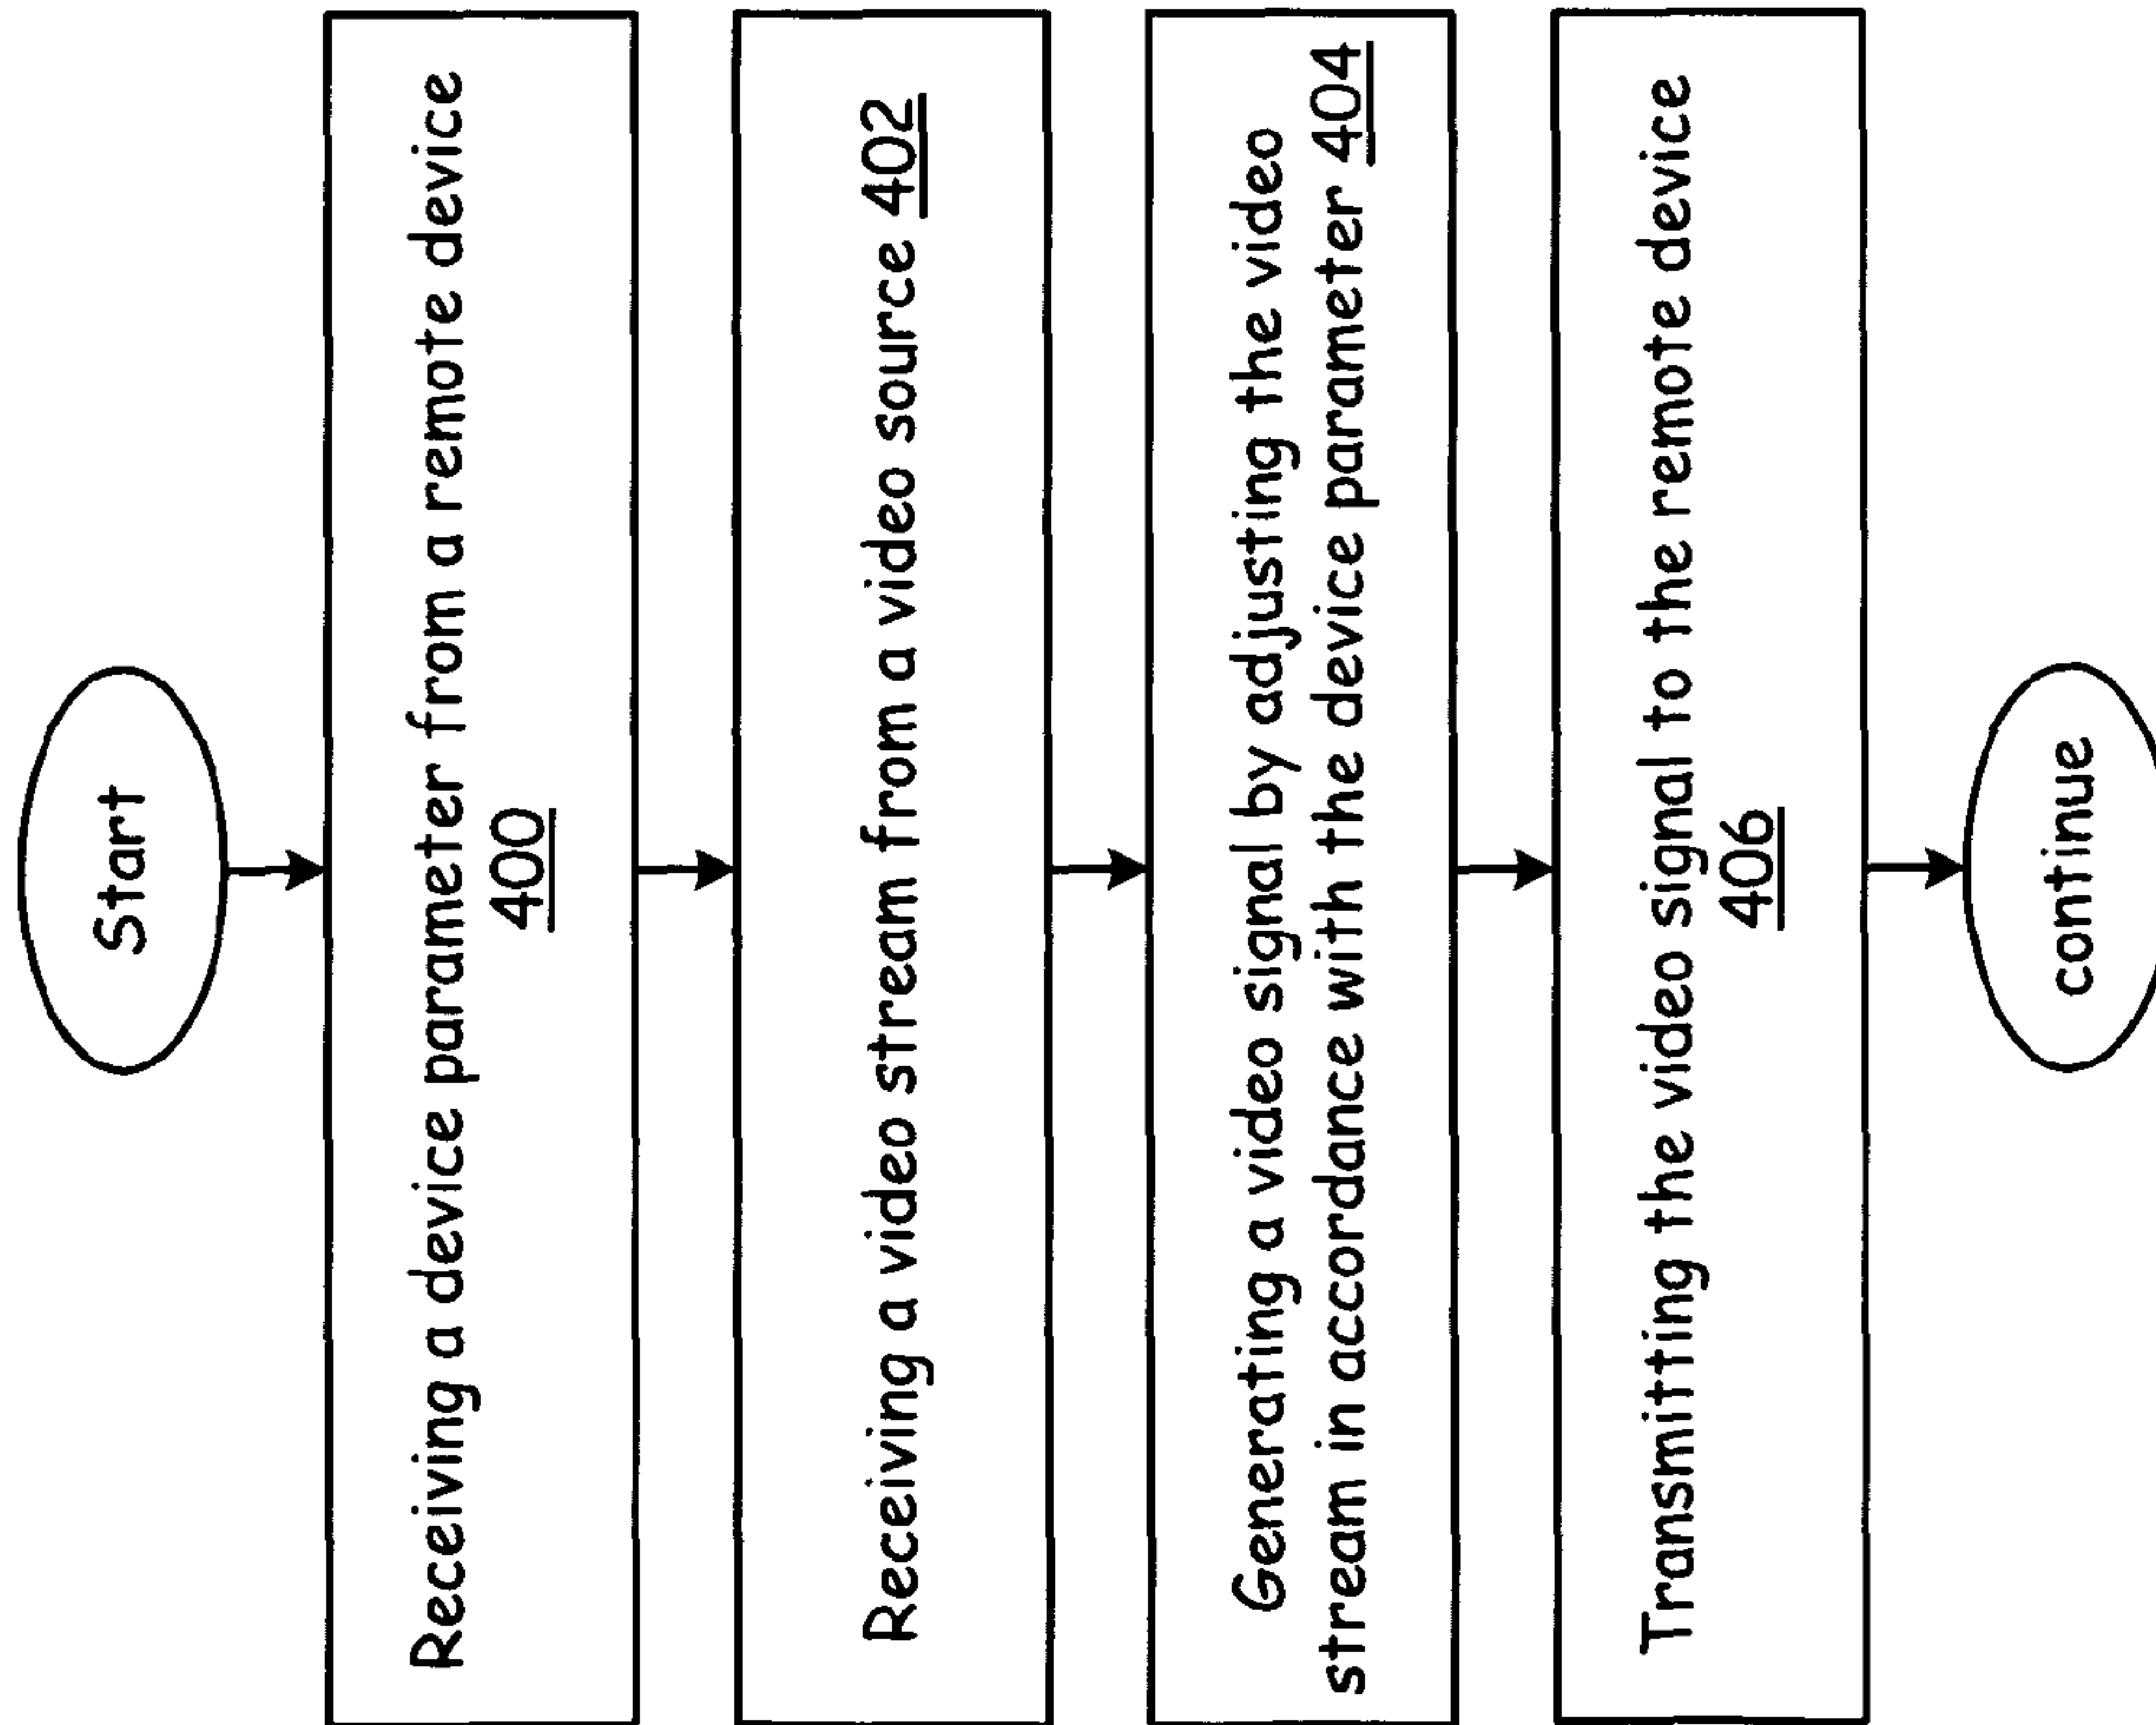 Start
Receiving a device parameter from a remote device
400
Receiving a video stream from a video source 402
Generating a video signal by adjusting the video
stream in accordance with the device parameter 404
Transmitting the video signal to the remote device
406
continue